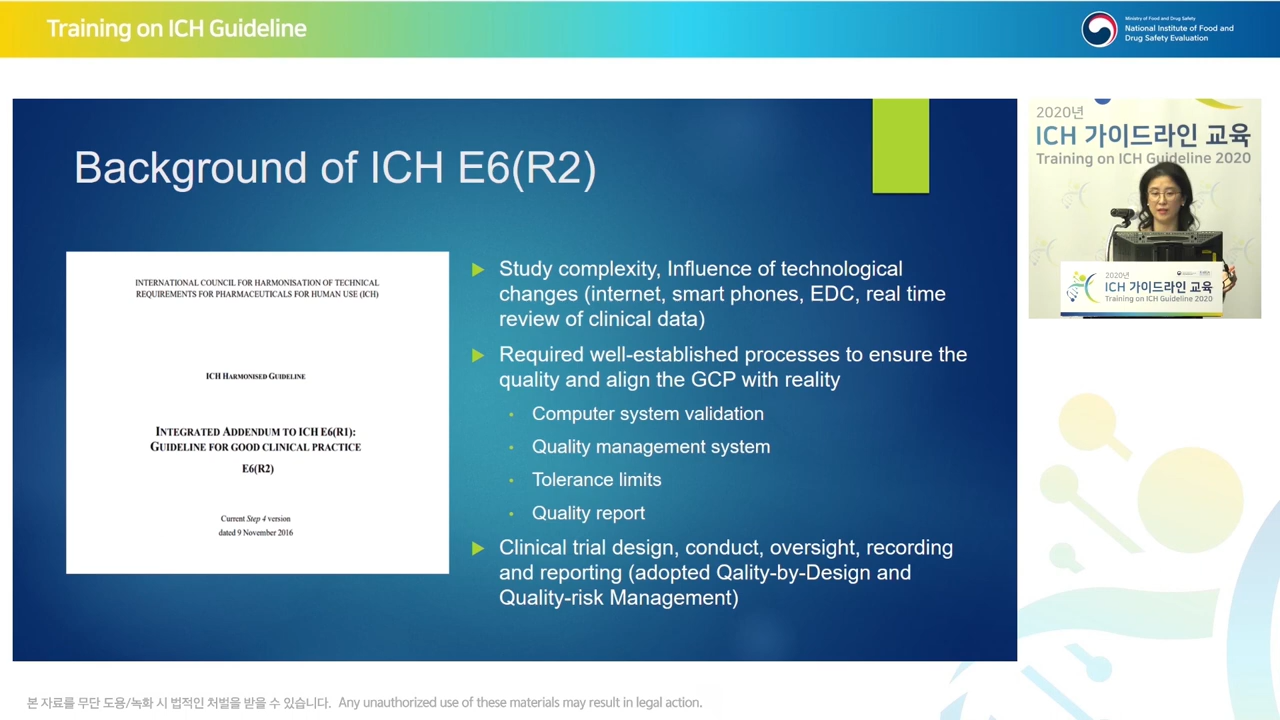 Training on ICH Guideline
Ministry of Food and Drug Safety
National Institute of Food and
Drug Safety Evaluation
Background of ICH E6(R2)
INTERNATIONAL COUNCIL FOR HARMONISATION OF TECHNICAL
REQUIREMENTS FOR PHARMACEUTICALS FOR HUMAN USE (ICH)
ICH HARMONISED GUIDELINE
INTEGRATED ADDENDUM TO ICH E6(R1):
GUIDELINE FOR GOOD CLINICAL PRACTICE
E6(R2)
Current Step 4 version
dated 9 November 2016
Study complexity, Influence of technological
changes (internet, smart phones, EDC, real time
review of clinical data)
Required well-established processes to ensure the
quality and align the GCP with reality
Computer system validation
Quality management system
Tolerance limits
Quality report
Clinical trial design, conduct, oversight, recording
and reporting (adopted Qality-by-Design and
Quality-risk Management)
2020년
ICH 가이드라인 교육
Training on ICH Guideline 2020
2020년
ICH 가이드라인 교육
Training on ICH Guideline 2020
본 자료를 무단 도용/녹화 시 법적인 처벌을 받을 수 있습니다. Any unauthorized use of these materials may result in legal action.